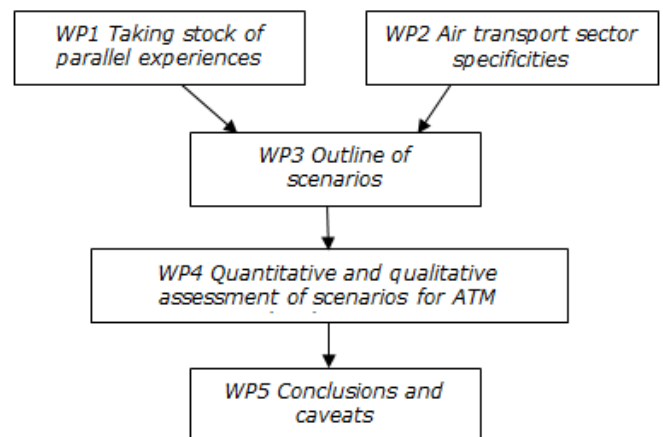 WP1 Taking stock of
parallel experiences
WP2 Air transport sector
specificities
WP3 Outline of
scenarios
WP4 Quantitative and qualitative
assessment of scenarios for ATM
WP5 Conclusions and
caveats